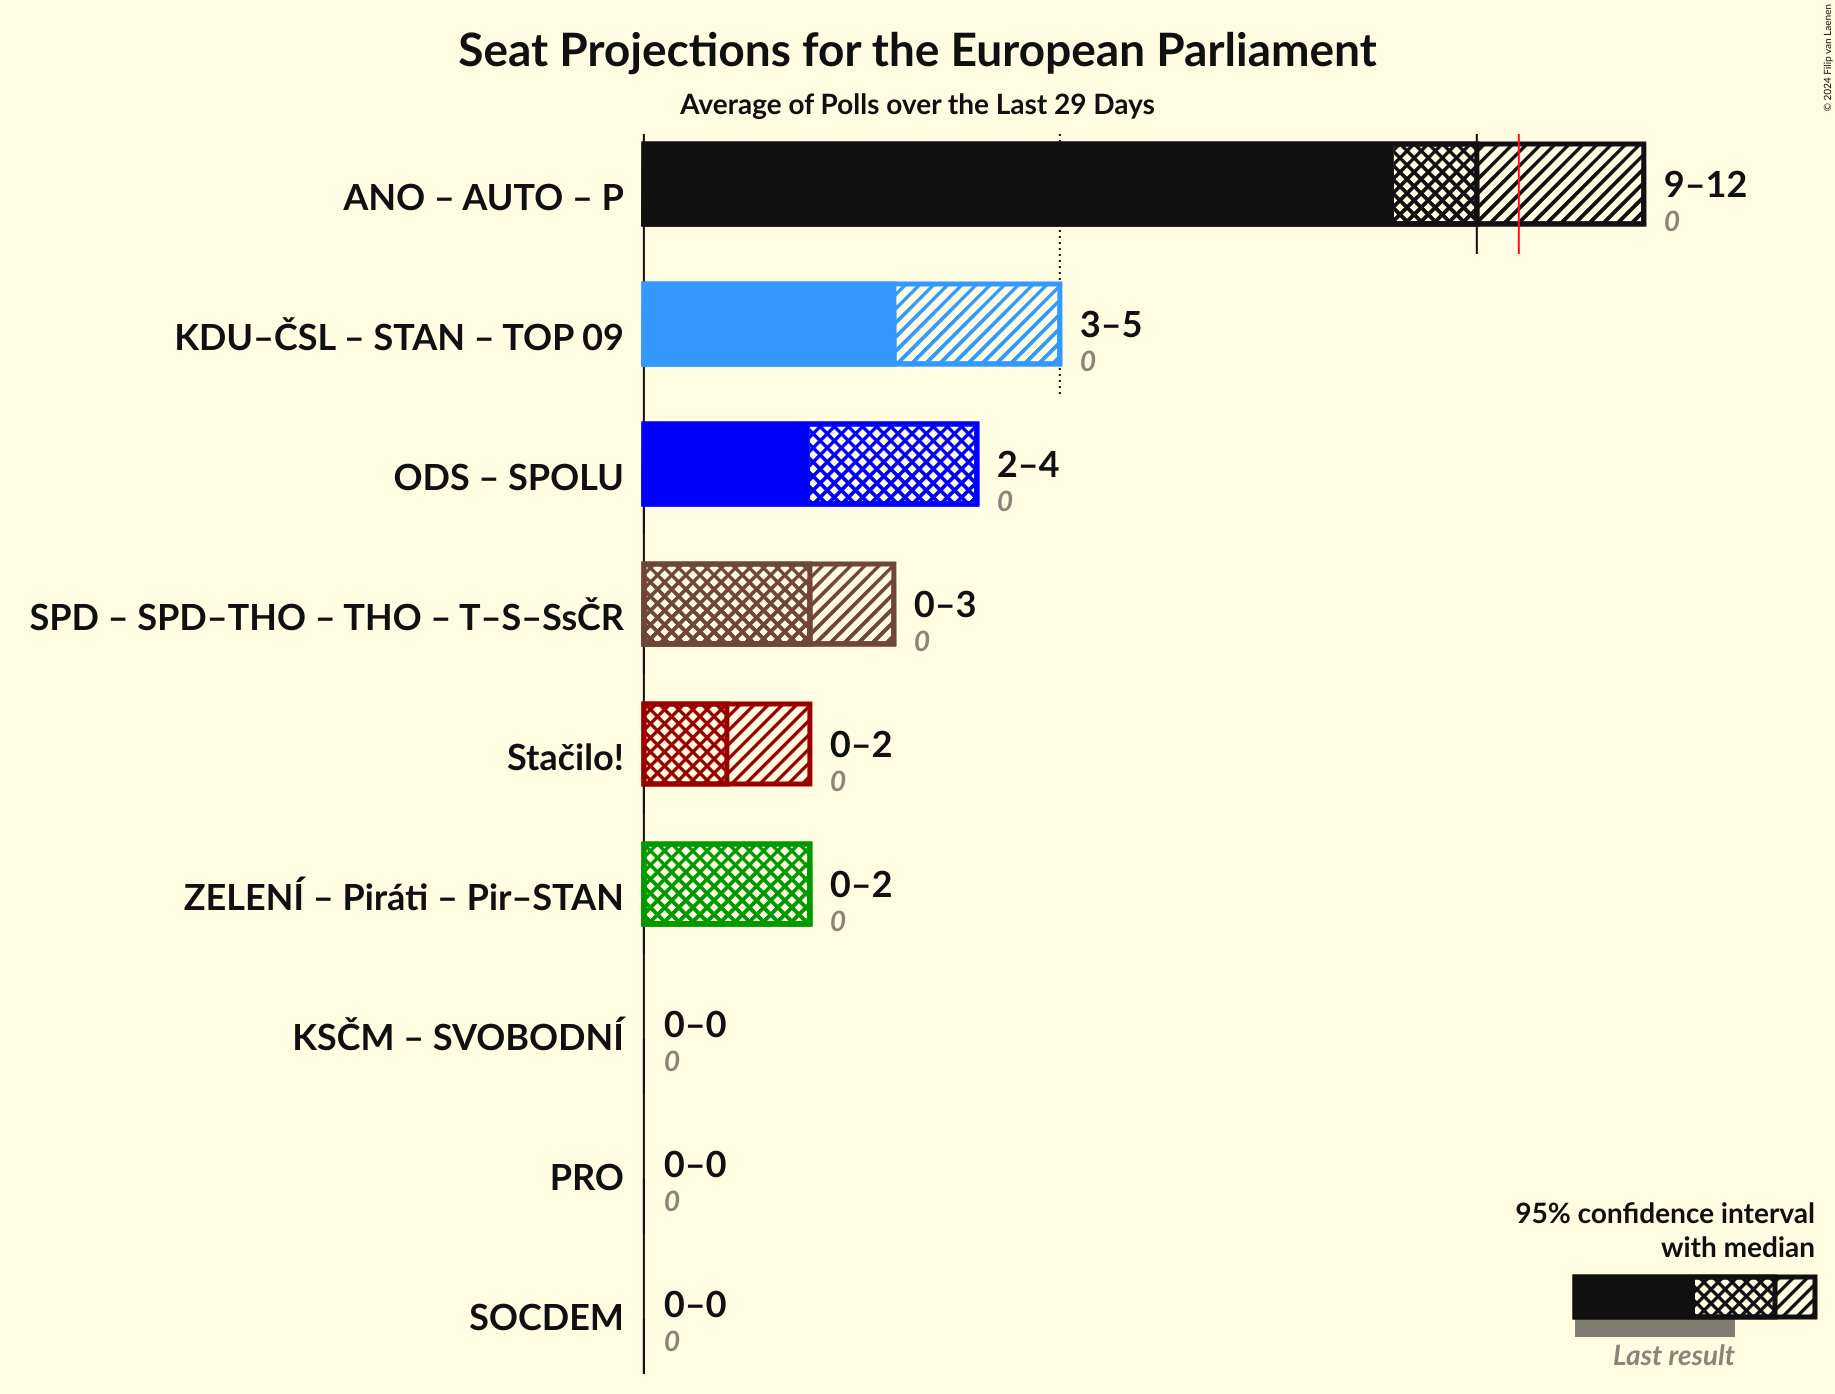 Seat Projections for the European Parliament
Average of Polls over the Last 29 Days
© 2024 Filip van Laenen
ANO – AUTO – P
9–12
0
KDU–ČSL – STAN – TOP 09
3–5
0
ODS – SPOLU
2–4
0
SPD – SPD–THO – THO – T–S–SsČR
0–3
0
Stačilo!
0–2
0
ZELENÍ – Piráti – Pir–STAN
0–2
0
KSČM – SVOBODNÍ
0–0
0
PRO
0–0
0
SOCDEM
0–0
0
95% confidence interval
with median
Last result